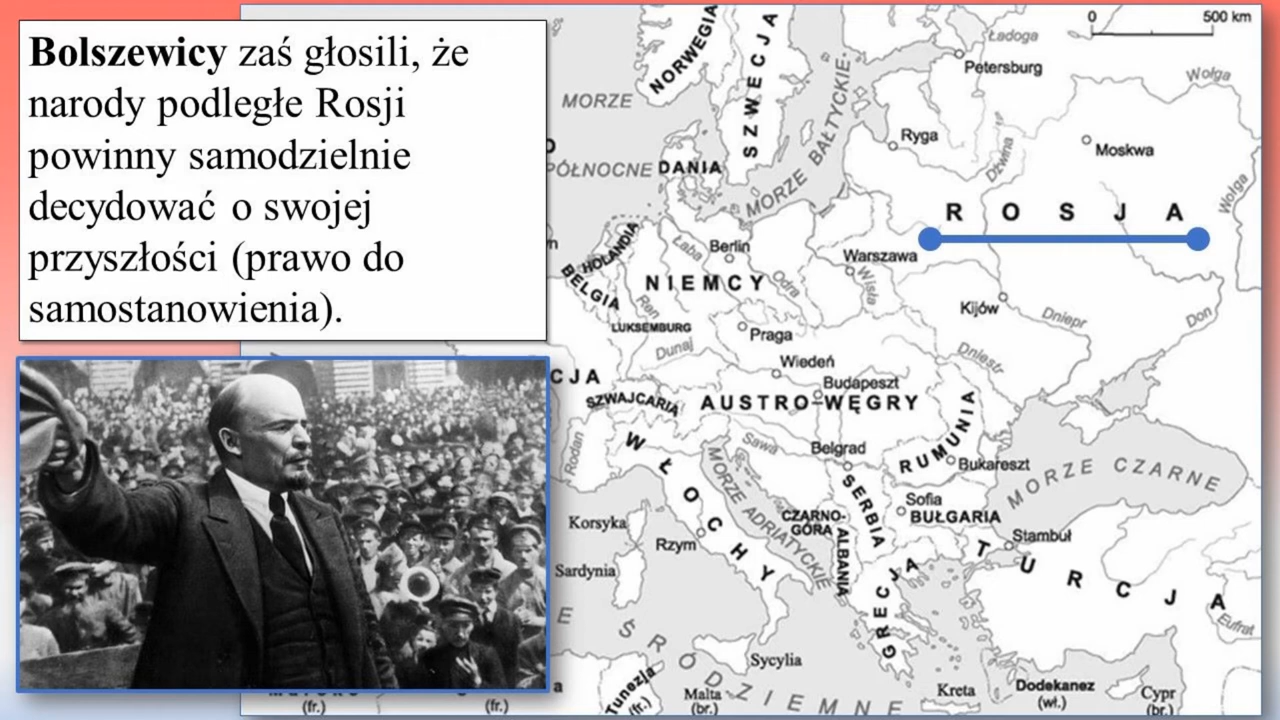 Bolszewicy zaś głosili, że
narody podległe Rosji
powinny samodzielnie
decydować o swojej
przyszłości (prawo do
samostanowienia).
0 500 km
NORWEGIA
SZWECJA
Ładoga
Petersburg
Wołga
MORZE
PÓŁNOCNE
DANIA
MORZE BAŁTYCKIE
Ryga
Dźwina
Moskwa
Wołga
ROSJA
HOLANDIA
BELGIA
Łaba
Berlin
Warszawa
NIEMCY
Odra
Wisła
Ren
LUKSEMBURG
Praga
Kijów
Dniepr
Don
Dunaj
Wiedeń
Dniestr
CJA
SZWAJCARIA
Budapeszt
AUSTRO-WĘGRY
RUMUNIA
Rodan
WŁOCHY
Sawa
Belgrad
Bukareszt
MORZE CZARNE
MORZE ADRIATYCKIE
SERBIA
Sofia
BUŁGARIA
CZARNO-
GÓRA
ALBANIA
Korsyka
Rzym
Stambuł
TURCJA
Sardynia
GRECJA
Eufrat
E ŚRÓDZIEMNE
Sycylia
Tunezja
(fr.)
Malta
(br.)
Kreta
Dodekanez
(wł.)
Cypr
(br.)
(fr.)
(fr.)